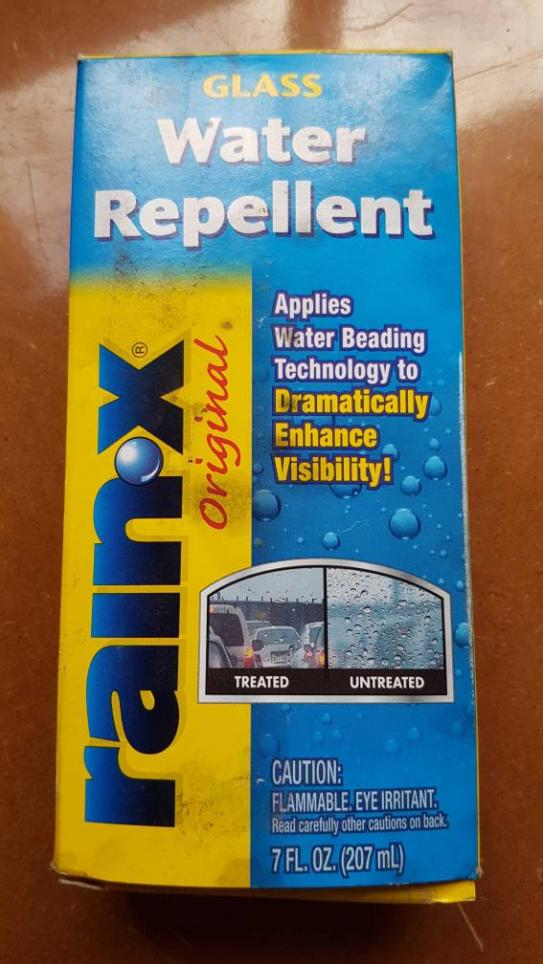 GLASS
Water
Repellent
rain-x®
Original
Applies
Water Beading
Technology to
Dramatically
Enhance
Visibility!
TREATED UNTREATED
CAUTION:
FLAMMABLE. EYE IRRITANT.
Read carefully other cautions on back.
7 FL. OZ. (207 mL)